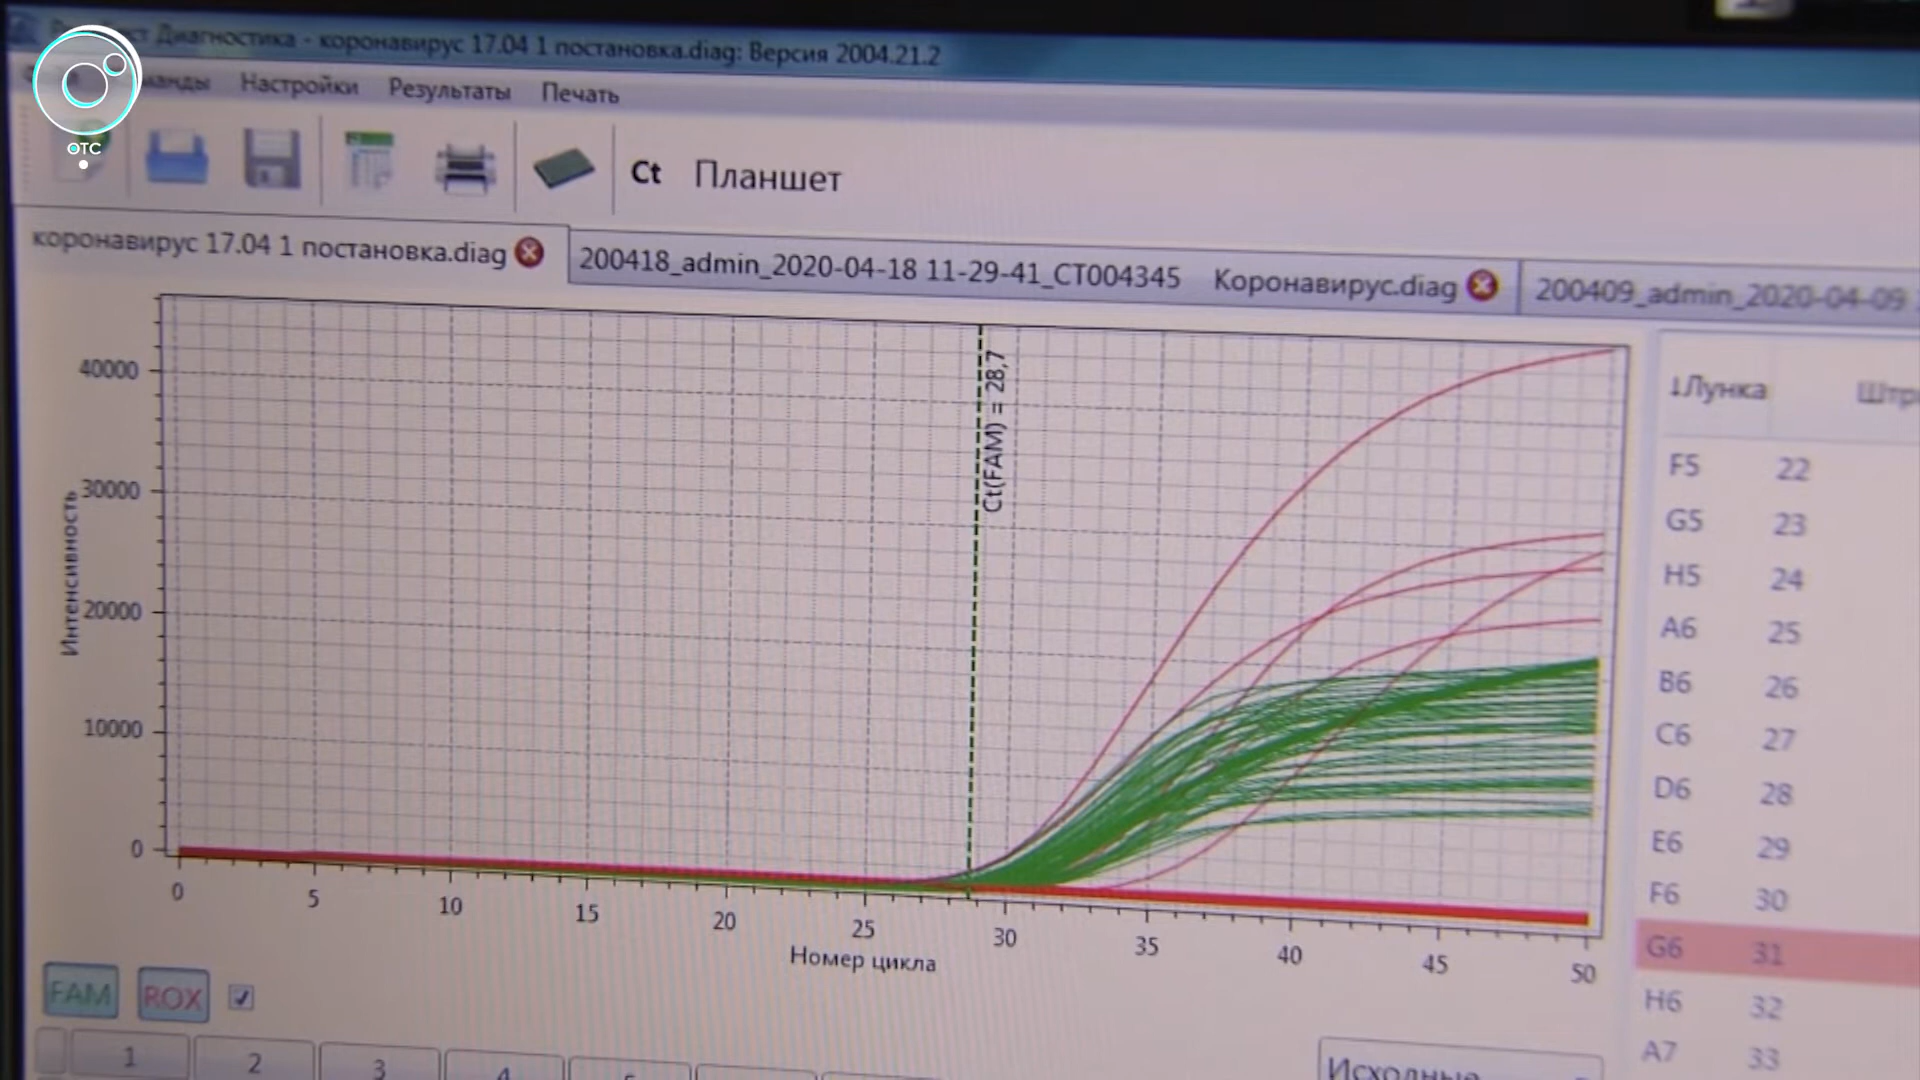 ОТС
Диагностика - коронавирус 17.04 1 постановка.diag: Версия 2004.21.2
Настройки Результаты Печать
Ct Планшет
коронавирус 17.04 1 постановка.diag
200418_admin_2020-04-18 11-29-41_CT004345 Коронавирус.diag
200409_admin_2020-04-09
Интенсивность
40000
30000
20000
10000
0
Ct(FAM) = 28,7
0 5 10 15 20 25 30 35 40 45 50
Номер цикла
↓Лунка Штр
F5 22
G5 23
H5 24
A6 25
B6 26
C6 27
D6 28
E6 29
F6 30
G6 31
H6 32
A7 33
FAM ROX
1 2 3 4
Исходные